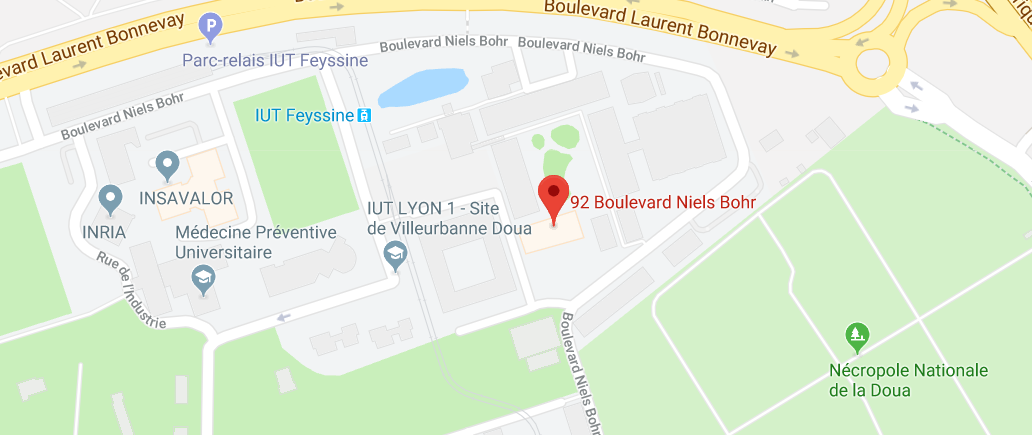 Boulevard Laurent Bonnevay
evard Laurent Bonnevay
B
P
Parc-relais IUT Feyssine
Boulevard Niels Bohr
Boulevard Niels Bohr
Boulevard Niels Bohr
IUT Feyssine
INSAVALOR
INRIA
IUT LYON 1 - Site
de Villeurbanne Doua
92 Boulevard Niels Bohr
Médecine Préventive
Universitaire
Rue de l'Industrie
Boulevard Niels Bohr
Nécropole Nationale
de la Doua